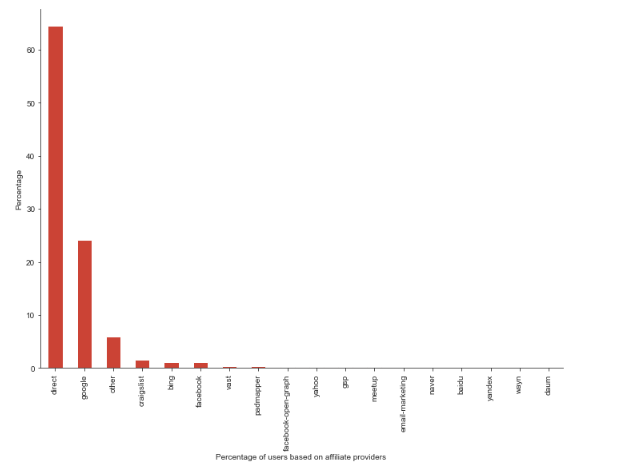 60
50
40
30
20
10
0
Percentage
direct
google
other
craigslist
bing
facebook
vast
padmapper
facebook-open-graph
yahoo
gsp
meetup
email-marketing
naver
baidu
yandex
wayn
daum
Percentage of users based on affiliate providers